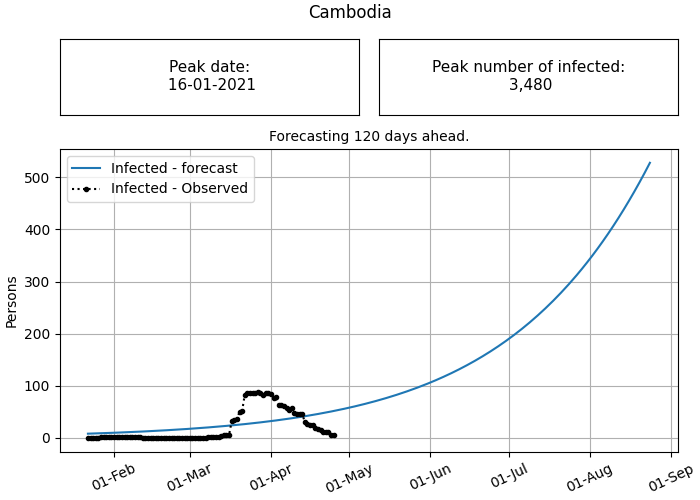 Cambodia
Peak date:
16-01-2021
Peak number of infected:
3,480
Forecasting 120 days ahead.
Infected - forecast
Infected - Observed
Persons
500
400
300
200
100
0
01-Feb
01-Mar
01-Apr
01-May
01-Jun
01-Jul
01-Aug
01-Sep